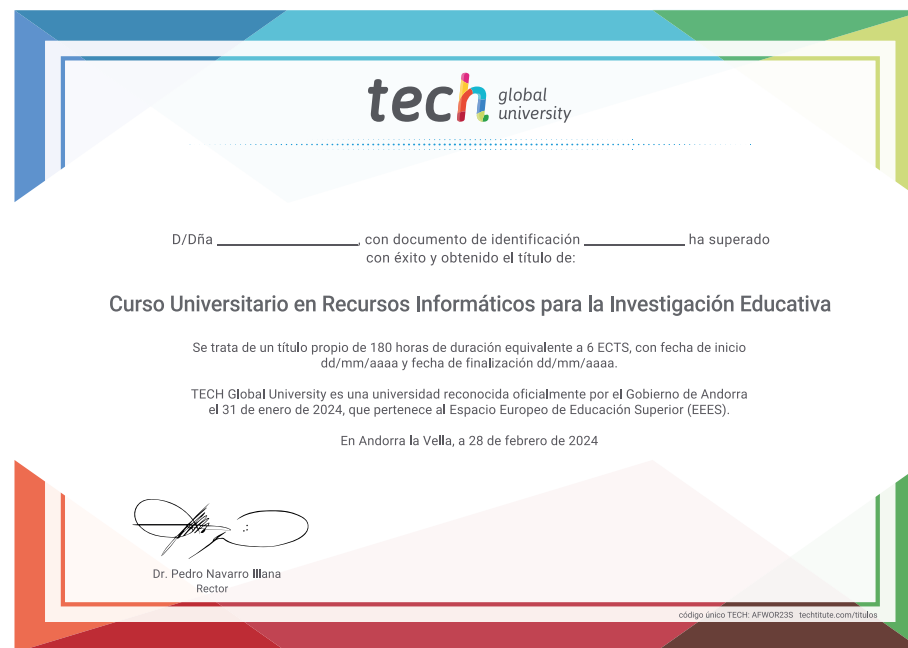 tech global university
D/Dña ____________, con documento de identificación ____________ ha superado
con éxito y obtenido el título de:
Curso Universitario en Recursos Informáticos para la Investigación Educativa
Se trata de un título propio de 180 horas de duración equivalente a 6 ECTS, con fecha de inicio
dd/mm/aaaa y fecha de finalización dd/mm/aaaa.
TECH Global University es una universidad reconocida oficialmente por el Gobierno de Andorra
el 31 de enero de 2024, que pertenece al Espacio Europeo de Educación Superior (EEES).
En Andorra la Vella, a 28 de febrero de 2024
Dr. Pedro Navarro Illana
Rector
código único TECH: AFWOR23S techtitute.com/titulos